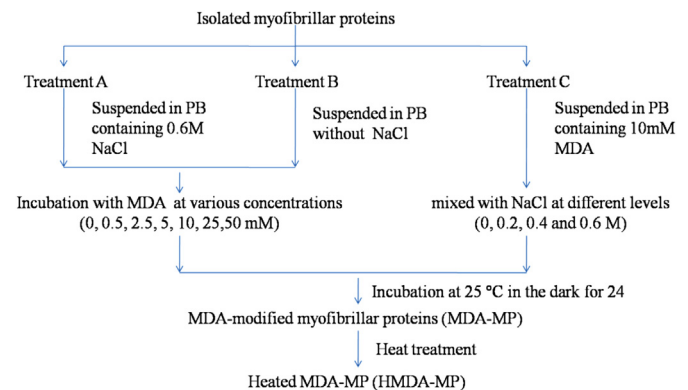 Isolated myofibrillar proteins
Treatment A
Treatment B
Treatment C
Suspended in PB
containing 0.6M
NaCl
Suspended in PB
without NaCl
Suspended in PB
containing 10mM
MDA
Incubation with MDA at various concentrations
(0, 0.5, 2.5, 5, 10, 25,50 mM)
mixed with NaCl at different levels
(0, 0.2, 0.4 and 0.6 M)
Incubation at 25 °C in the dark for 24
MDA-modified myofibrillar proteins (MDA-MP)
Heat treatment
Heated MDA-MP (HMDA-MP)